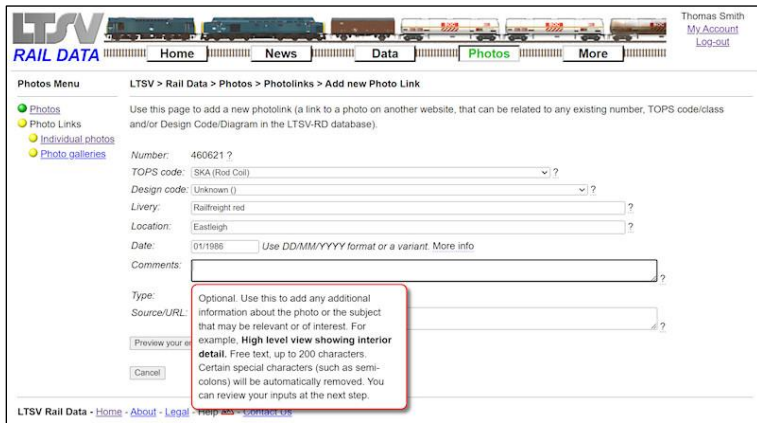 LTSV
RAIL DATA
Home
News
Data
Photos
More
Thomas Smith
My Account
Log-out
Photos Menu
Photos
Photo Links
Individual photos
Photo galleries
LTSV > Rail Data > Photos > Photolinks > Add new Photo Link
Use this page to add a new photolink (a link to a photo on another website, that can be related to any existing number, TOPS code/class
and/or Design Code/Diagram in the LTSV-RD database).
Number: 460621 ?
TOPS code: SKA (Rod Coil) ?
Design code: Unknown () ?
Livery: Railfreight red ?
Location: Eastleigh ?
Date: 01/1986 Use DD/MM/YYYY format or a variant. More info
Comments: ?
Type:
Source/URL: ?
Preview your en
Cancel
Optional. Use this to add any additional
information about the photo or the subject
that may be relevant or of interest. For
example, High level view showing interior
detail. Free text, up to 200 characters.
Certain special characters (such as semi-
colons) will be automatically removed. You
can review your inputs at the next step.
LTSV Rail Data - Home - About - Legal - Help - Contact Us